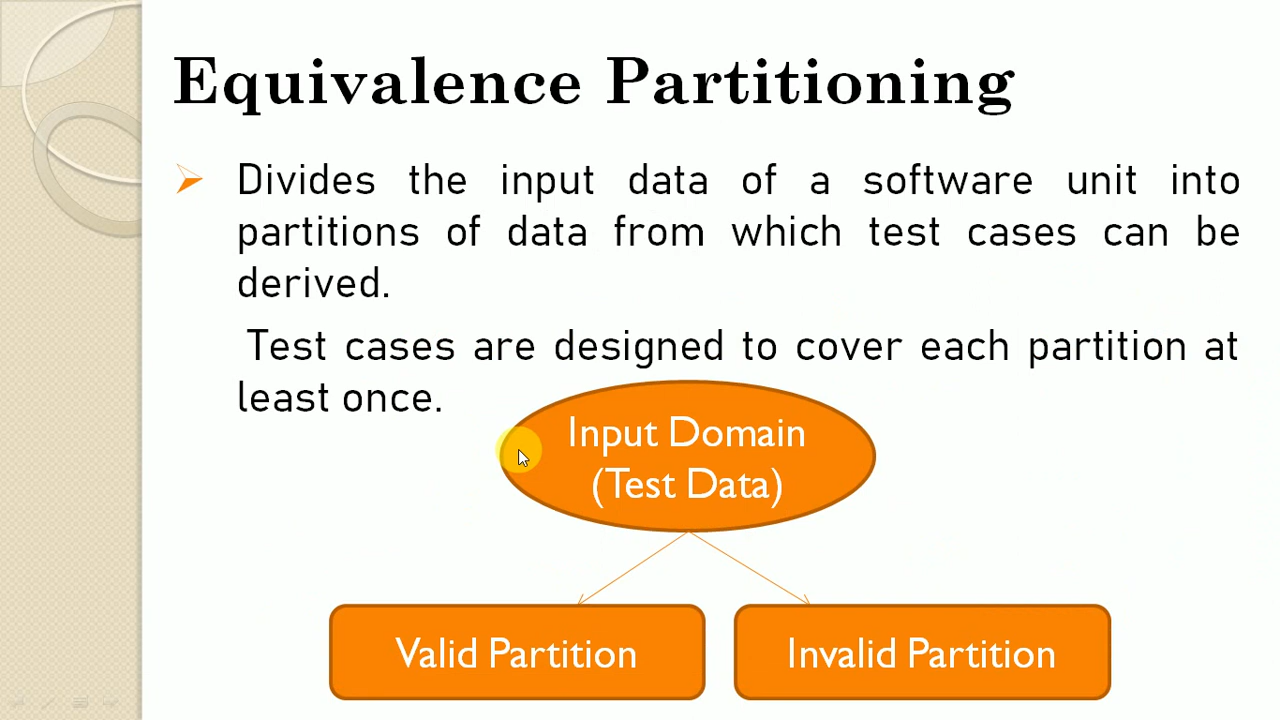 Equivalence Partitioning
Divides the input data of a software unit into
partitions of data from which test cases can be
derived.
Test cases are designed to cover each partition at
least once.
Input Domain
(Test Data)
Valid Partition
Invalid Partition